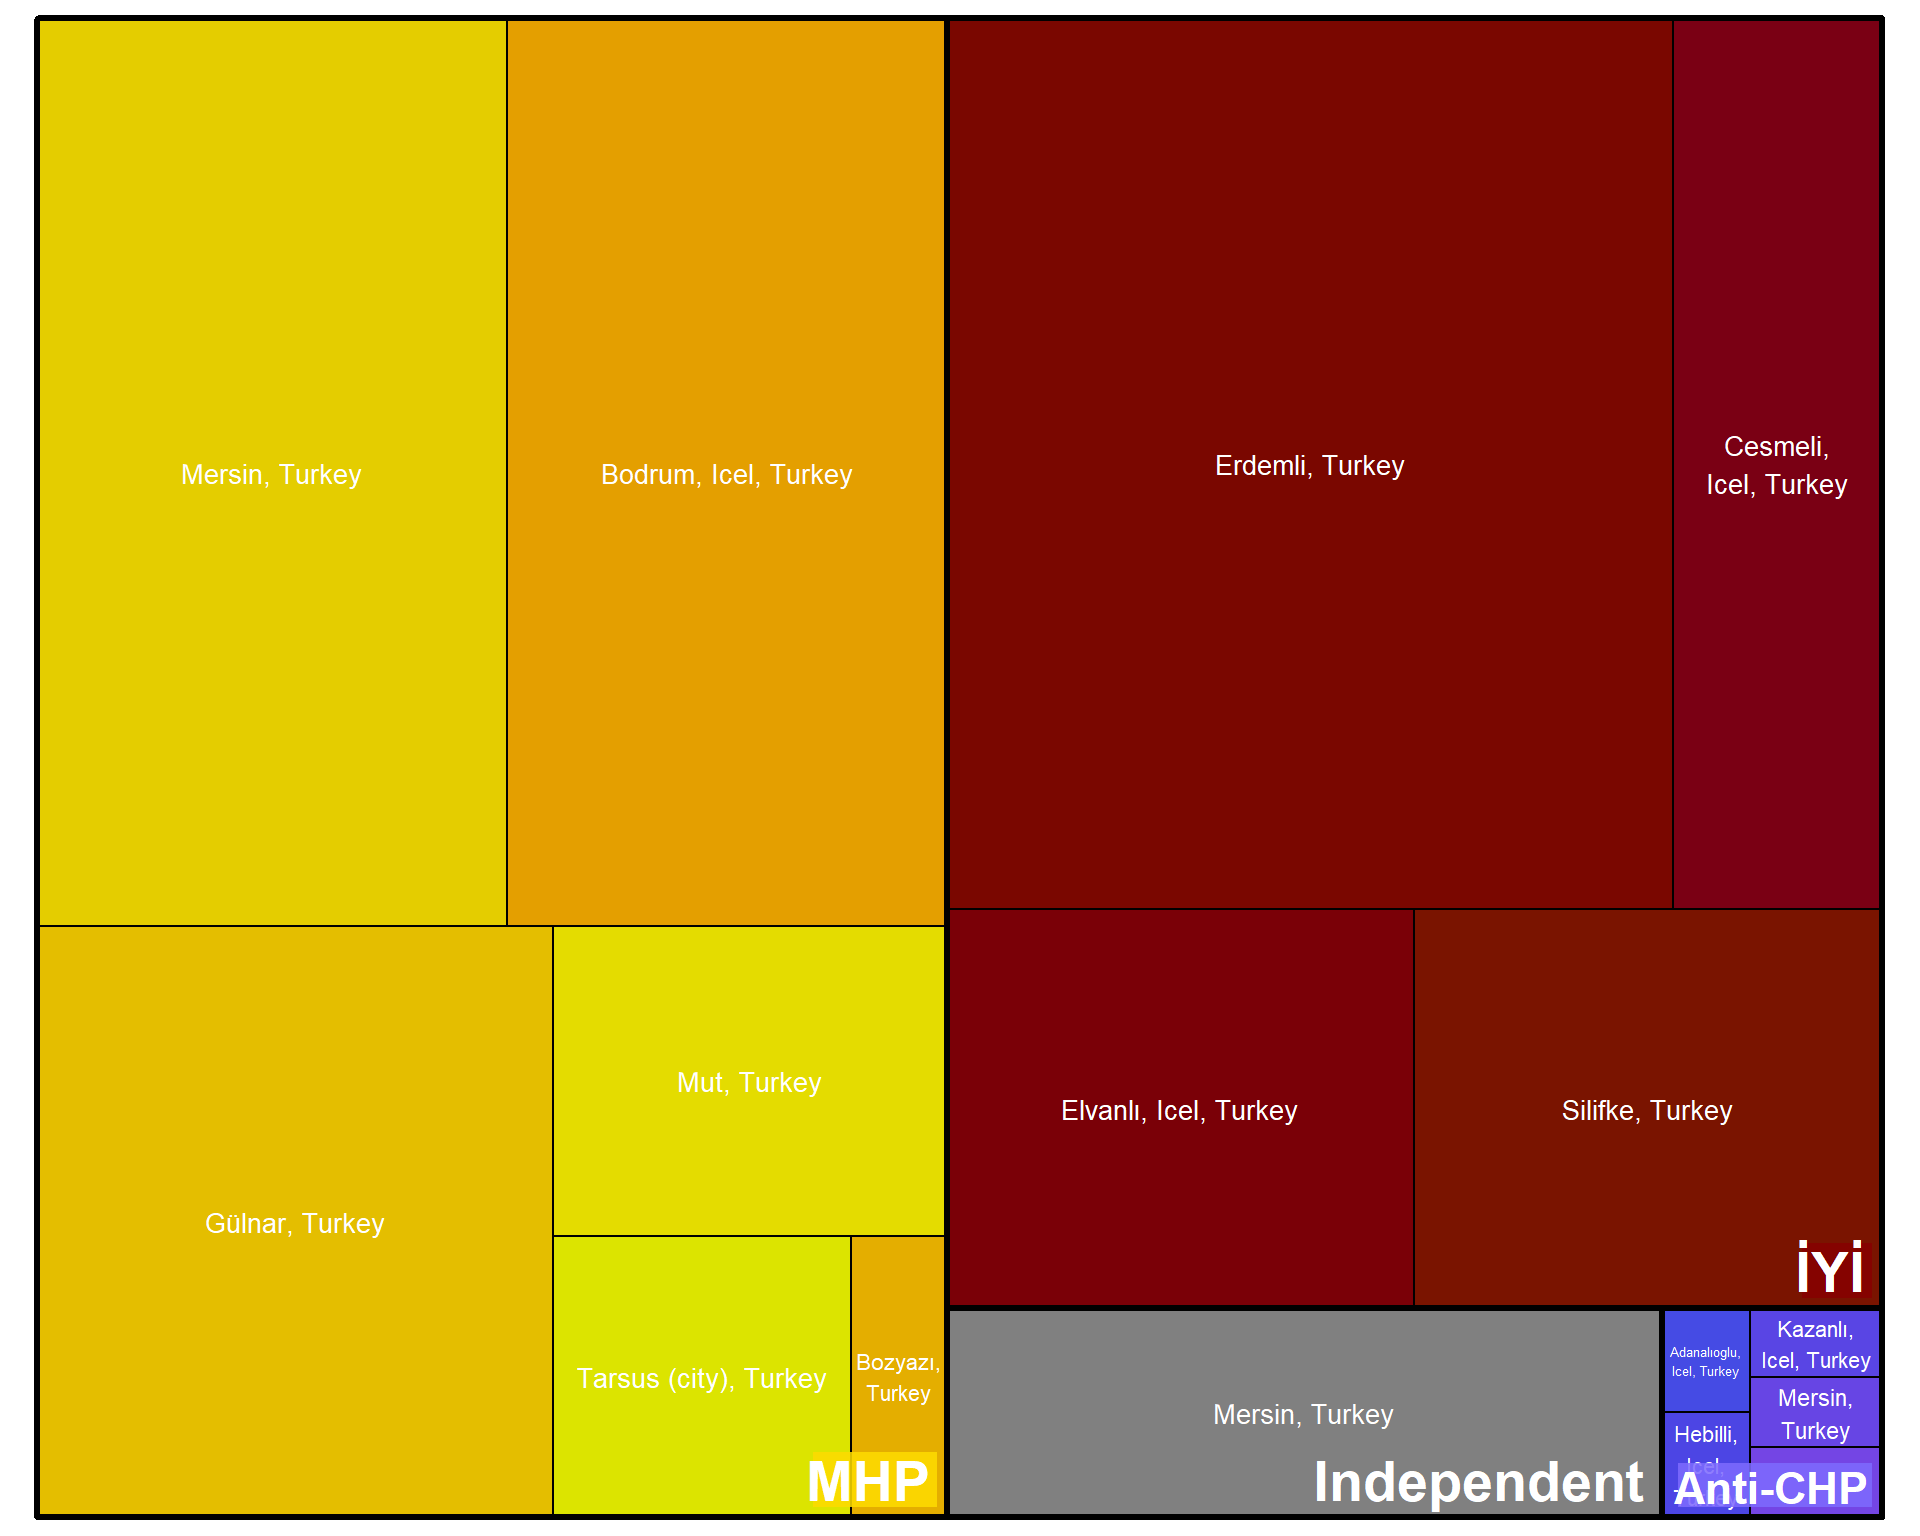 Mersin, Turkey
Bodrum, Icel, Turkey
Gülnar, Turkey
Mut, Turkey
Tarsus (city), Turkey
Bozyazı,
Turkey
MHP
Erdemli, Turkey
Cesmeli,
Icel, Turkey
Elvanlı, Icel, Turkey
Silifke, Turkey
İYİ
Mersin, Turkey
Independent
Adanalıoglu,
Icel, Turkey
Kazanlı,
Icel, Turkey
Mersin,
Turkey
Hebilli,
Icel,
Anti-CHP